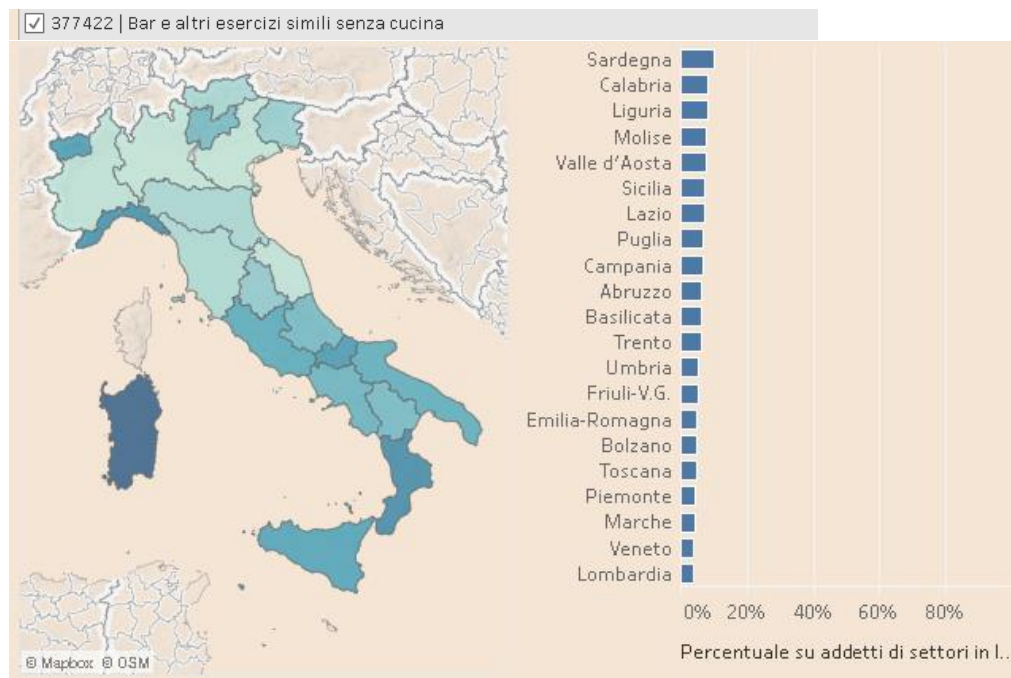 377422 | Bar e altri esercizi simili senza cucina
Sardegna
Calabria
Liguria
Molise
Valle d'Aosta
Sicilia
Lazio
Puglia
Campania
Abruzzo
Basilicata
Trento
Umbria
Friuli-V.G.
Emilia-Romagna
Bolzano
Toscana
Piemonte
Marche
Veneto
Lombardia
0% 20% 40% 60% 80%
Percentuale su addetti di settori in l..
© Mapbox © OSM